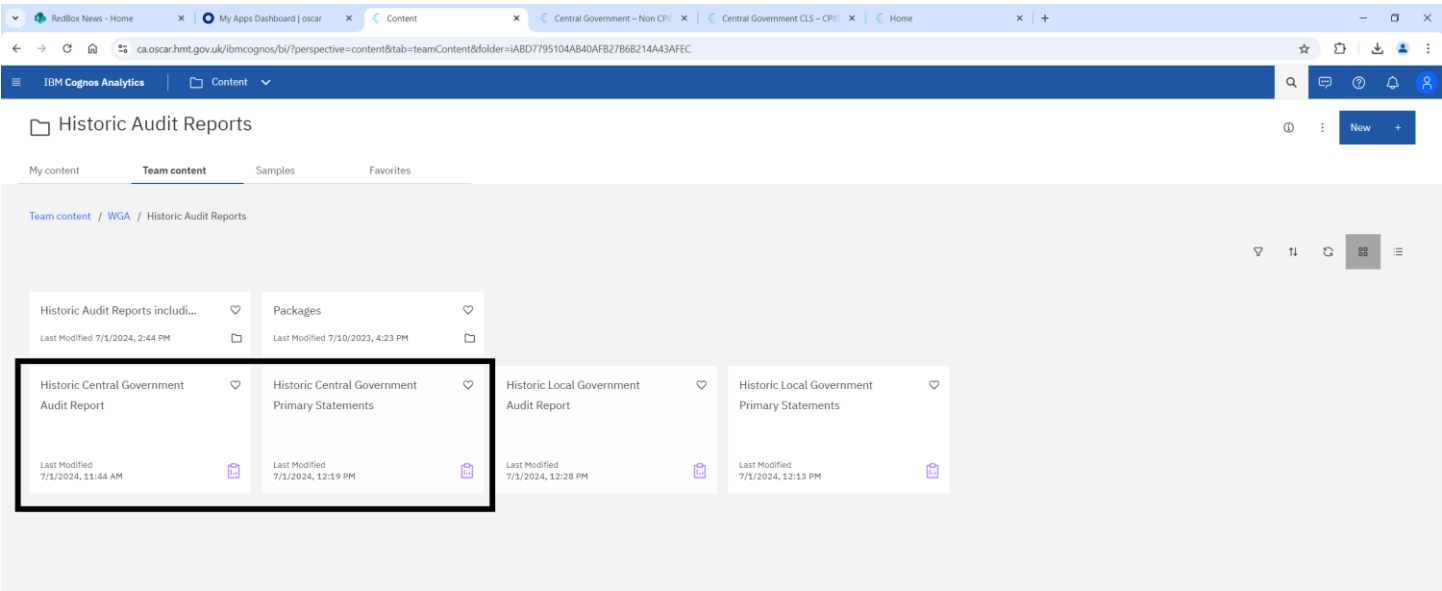 RedBox News - Home
My Apps Dashboard | oscar
Content
Central Government – Non CPI
Central Government CLS – CPI
Home
ca.oscar.hmt.gov.uk/ibmcognos/bi/?perspective=content&tab=teamContent&folder=iABD7795104AB40AFB27B6B214A43AFEC
IBM Cognos Analytics
Content
Historic Audit Reports
New +
My content
Team content
Samples
Favorites
Team content / WGA / Historic Audit Reports
Historic Audit Reports includi...
Last Modified 7/1/2024, 2:44 PM
Packages
Last Modified 7/10/2023, 4:23 PM
Historic Central Government
Audit Report
Last Modified
7/1/2024, 11:44 AM
Historic Central Government
Primary Statements
Last Modified
7/1/2024, 12:19 PM
Historic Local Government
Audit Report
Last Modified
7/1/2024, 12:28 PM
Historic Local Government
Primary Statements
Last Modified
7/1/2024, 12:13 PM